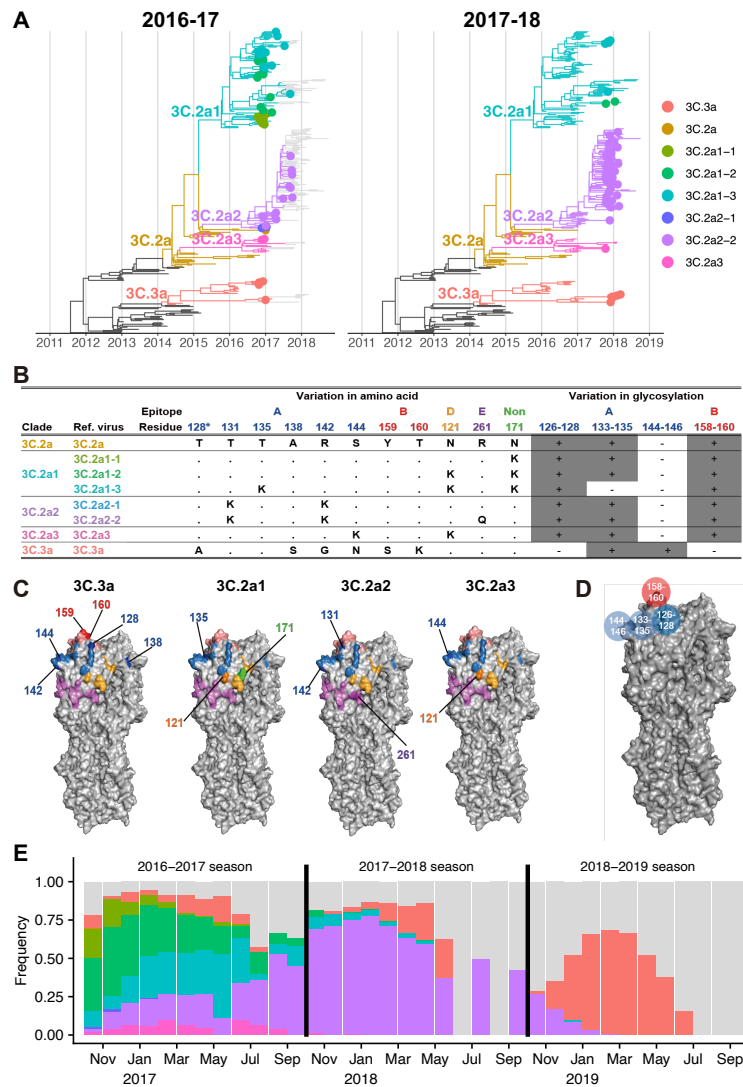 A
2016-17
2017-18
3C.2a1
3C.2a2
3C.2a
3C.2a3
3C.3a
2011 2012 2013 2014 2015 2016 2017 2018
3C.2a1
3C.2a2
3C.2a
3C.2a3
3C.3a
2011 2012 2013 2014 2015 2016 2017 2018 2019
3C.3a
3C.2a
3C.2a1−1
3C.2a1−2
3C.2a1−3
3C.2a2−1
3C.2a2−2
3C.2a3
B
Variation in amino acid Variation in glycosylation
Epitope A B D E Non A B
Clade Ref. virus Residue 128* 131 135 138 142 144 159 160 121 261 171 126-128 133-135 144-146 158-160
3C.2a 3C.2a T T T A R S Y T N R N + + - +
3C.2a1 3C.2a1-1 . . . . . . . . . . K + + - +
3C.2a1-2 . . . . . . . . K . K + + - +
3C.2a1-3 . . K . . . . . K . K + - - +
3C.2a2 3C.2a2-1 . K . . K . . . . . . + + - +
3C.2a2-2 . K . . K . . . . Q . + + - +
3C.2a3 3C.2a3 . . . . . K . . K . . + + - +
3C.3a 3C.3a A . . S G N S K . . . - + + -
C
3C.3a
3C.2a1
3C.2a2
3C.2a3
159 160 128 144 138 142
135 171 121
131 142 261
144 121
D
158-160
126-128
144-146
133-135
E
2016−2017 season 2017−2018 season 2018−2019 season
Frequency
1.00
0.75
0.50
0.25
0.00
Nov Jan Mar May Jul Sep Nov Jan Mar May Jul Sep Nov Jan Mar May Jul Sep
2017 2018 2019